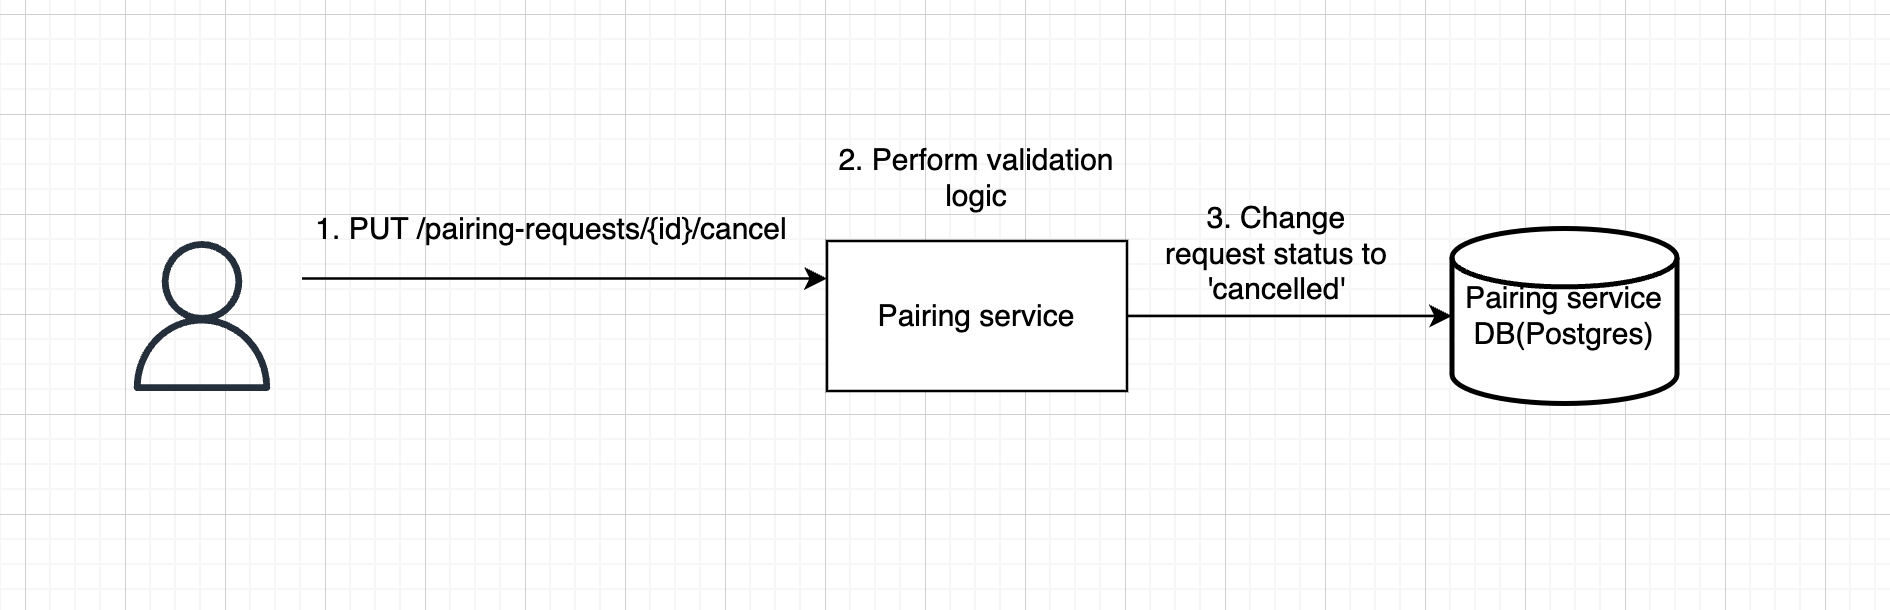 1. PUT /pairing-requests/{id}/cancel
2. Perform validation
logic
Pairing service
3. Change
request status to
'cancelled'
Pairing service
DB(Postgres)